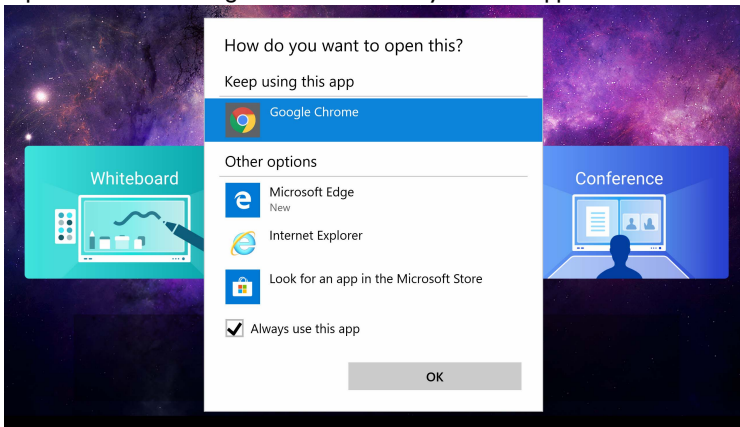 How do you want to open this?
Keep using this app
Google Chrome
Other options
Whiteboard
Conference
Microsoft Edge
New
Internet Explorer
Look for an app in the Microsoft Store
Always use this app
OK